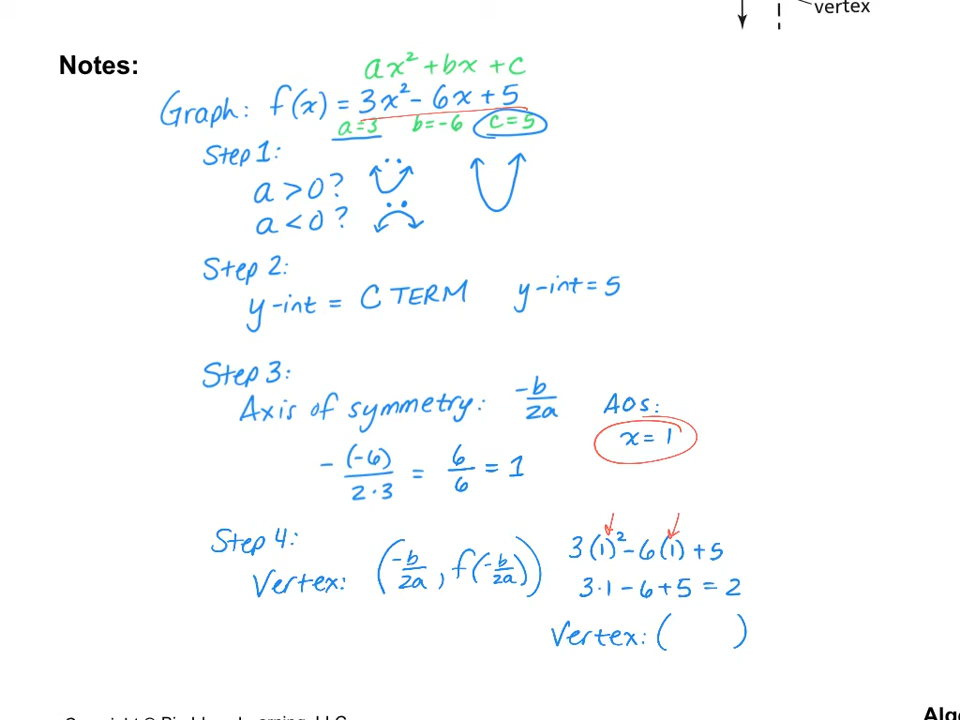 vertex
Notes:
ax² + bx + c
Graph: f(x) = 3x² - 6x + 5
a=3 b=-6 c=5
Step 1:
a > 0 ?
a < 0 ?
Step 2:
y-int = C TERM y-int = 5
Step 3:
Axis of symmetry: -b/2a AOS:
x = 1
-(-6)/2·3 = 6/6 = 1
Step 4: 3(1)² - 6(1) + 5
Vertex: (-b/2a, f(-b/2a)) 3·1 - 6 + 5 = 2
Vertex: ( )